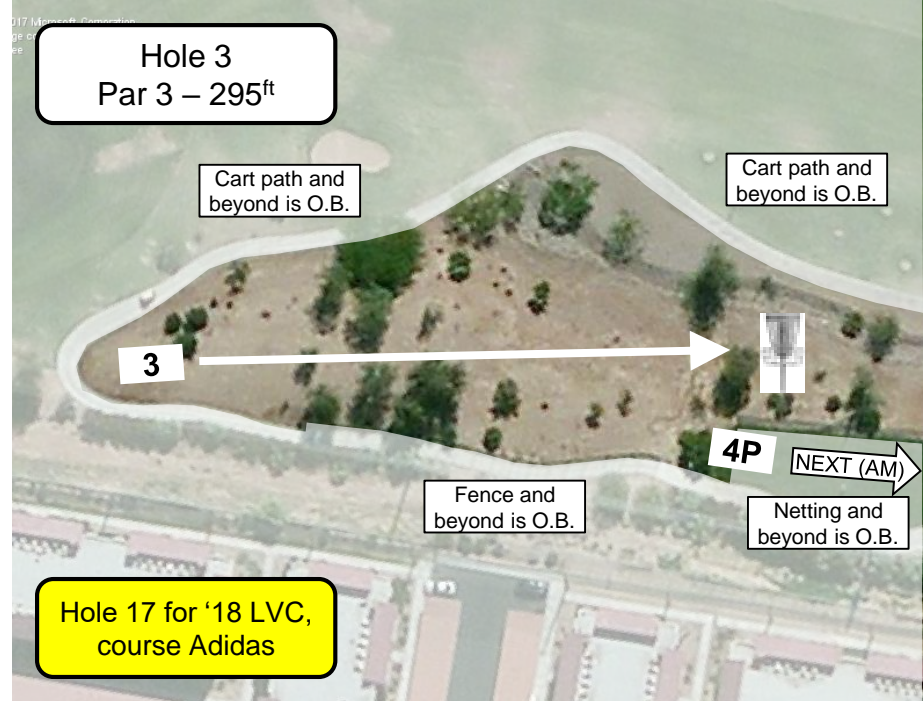 Hole 3
Par 3 – 295ft
Cart path and
beyond is O.B.
Cart path and
beyond is O.B.
3
4P
NEXT (AM)
Fence and
beyond is O.B.
Netting and
beyond is O.B.
Hole 17 for ‘18 LVC,
course Adidas